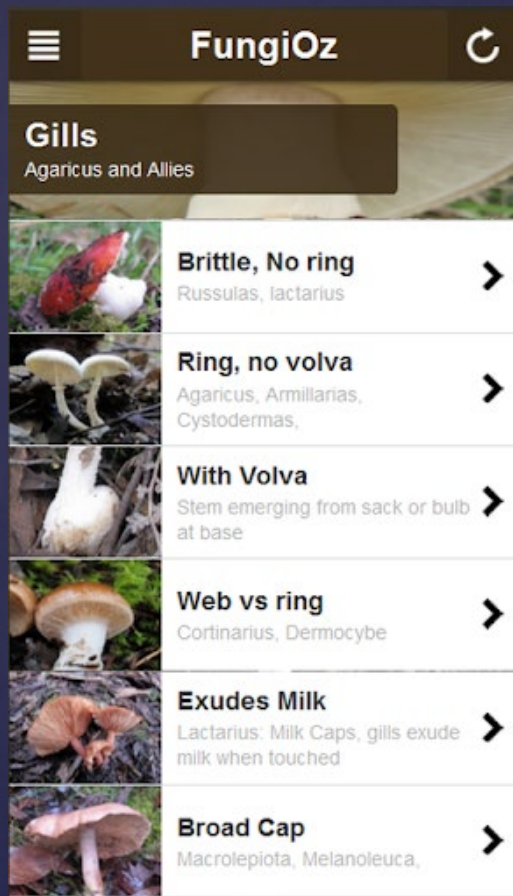 FungiOz
Gills
Agaricus and Allies
Brittle, No ring
Russulas, lactarius
Ring, no volva
Agaricus, Armillarias,
Cystodermas,
With Volva
Stem emerging from sack or bulb
at base
Web vs ring
Cortinarius, Dermocybe
Exudes Milk
Lactarius: Milk Caps, gills exude
milk when touched
Broad Cap
Macrolepiota, Melanoleuca,